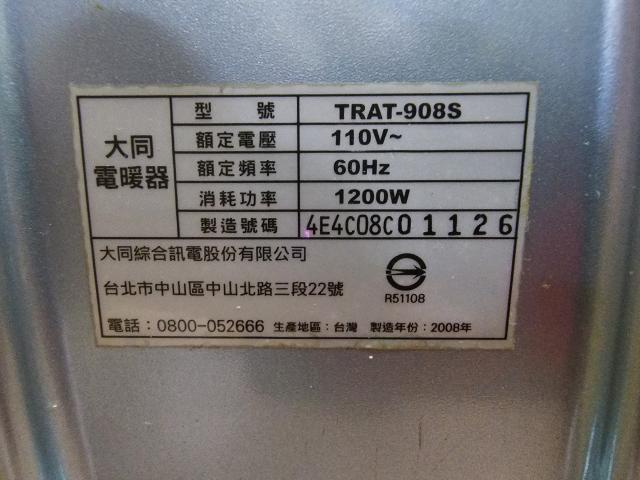 大同
電暖器
型 號 TRAT-908S
額定電壓 110V~
額定頻率 60Hz
消耗功率 1200W
製造號碼 4E4C08C01126
大同綜合訊電股份有限公司
台北市中山區中山北路三段22號
R51108
電話：0800-052666 生產地區：台灣 製造年份：2008年